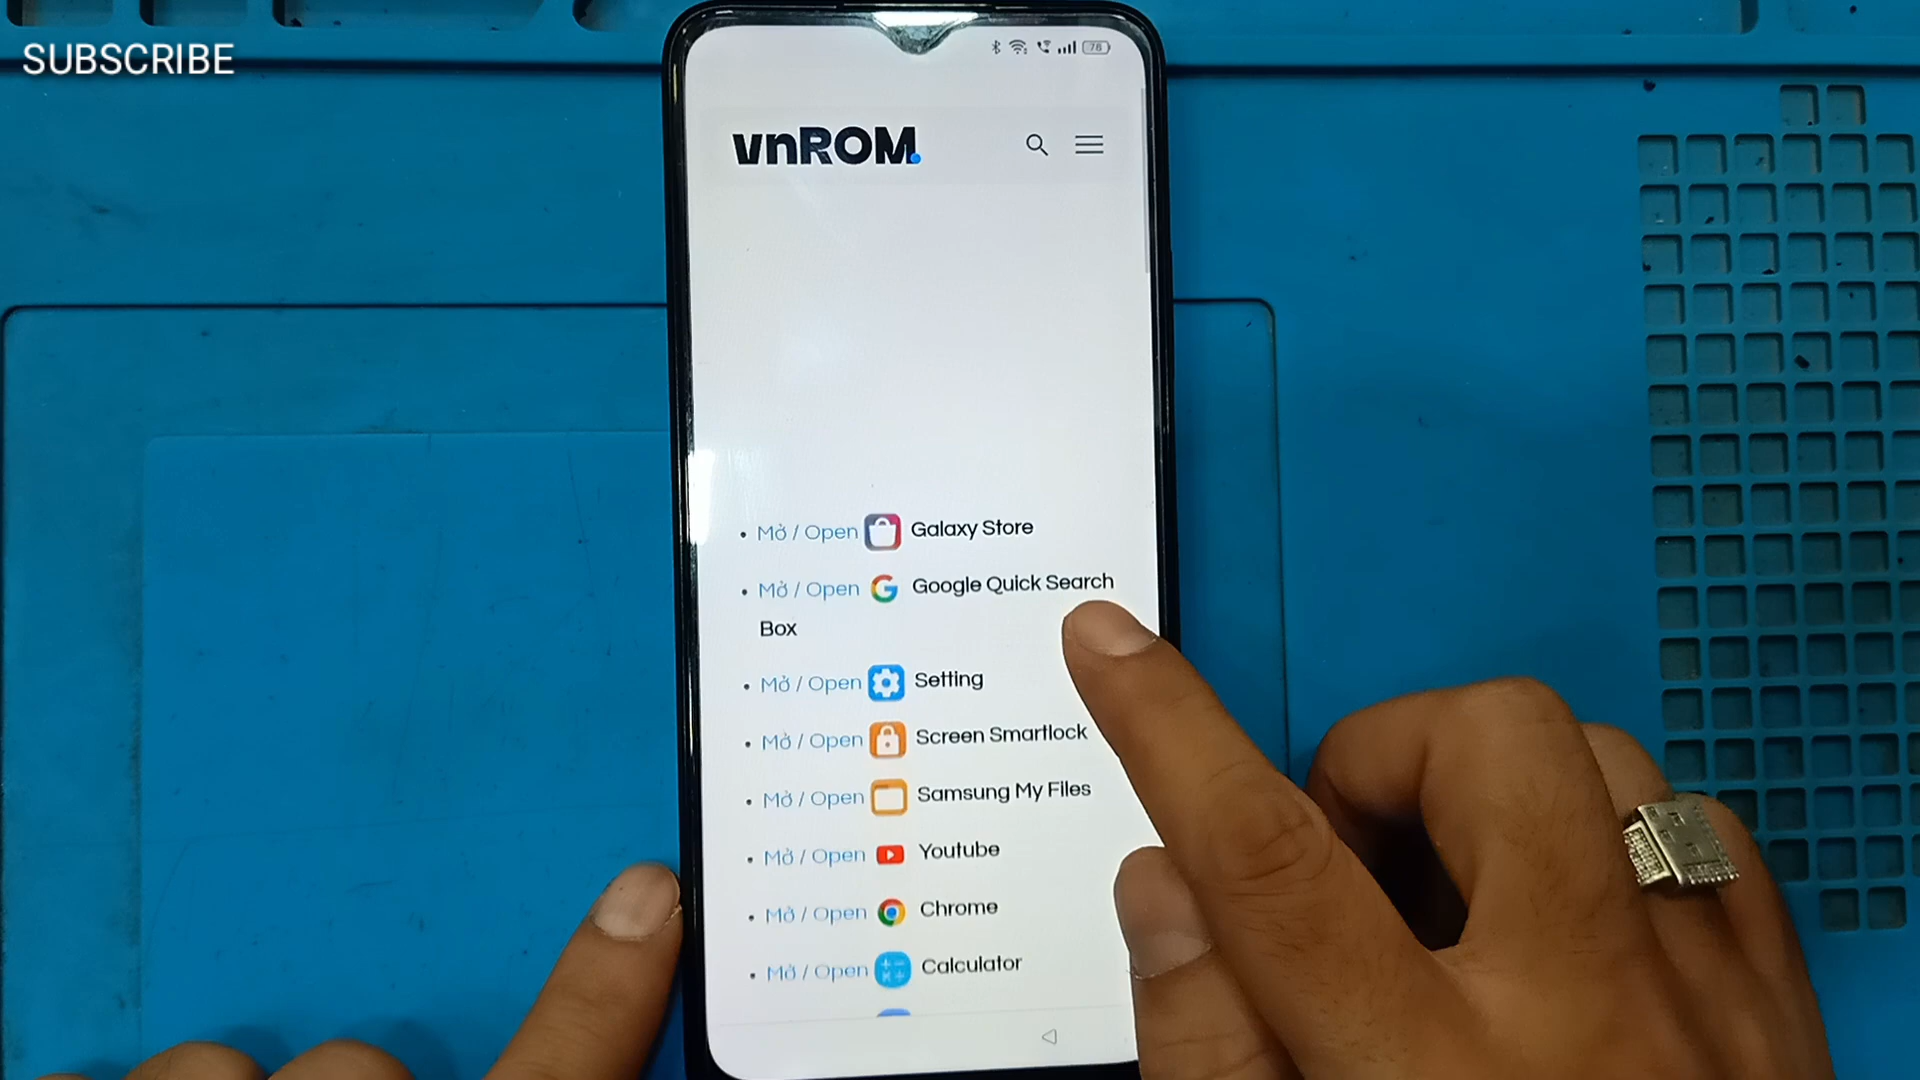 SUBSCRIBE
78
vnROM.
Mở / Open Galaxy Store
Mở / Open Google Quick Search
Box
Mở / Open Setting
Mở / Open Screen Smartlock
Mở / Open Samsung My Files
Mở / Open Youtube
Mở / Open Chrome
Mở / Open Calculator